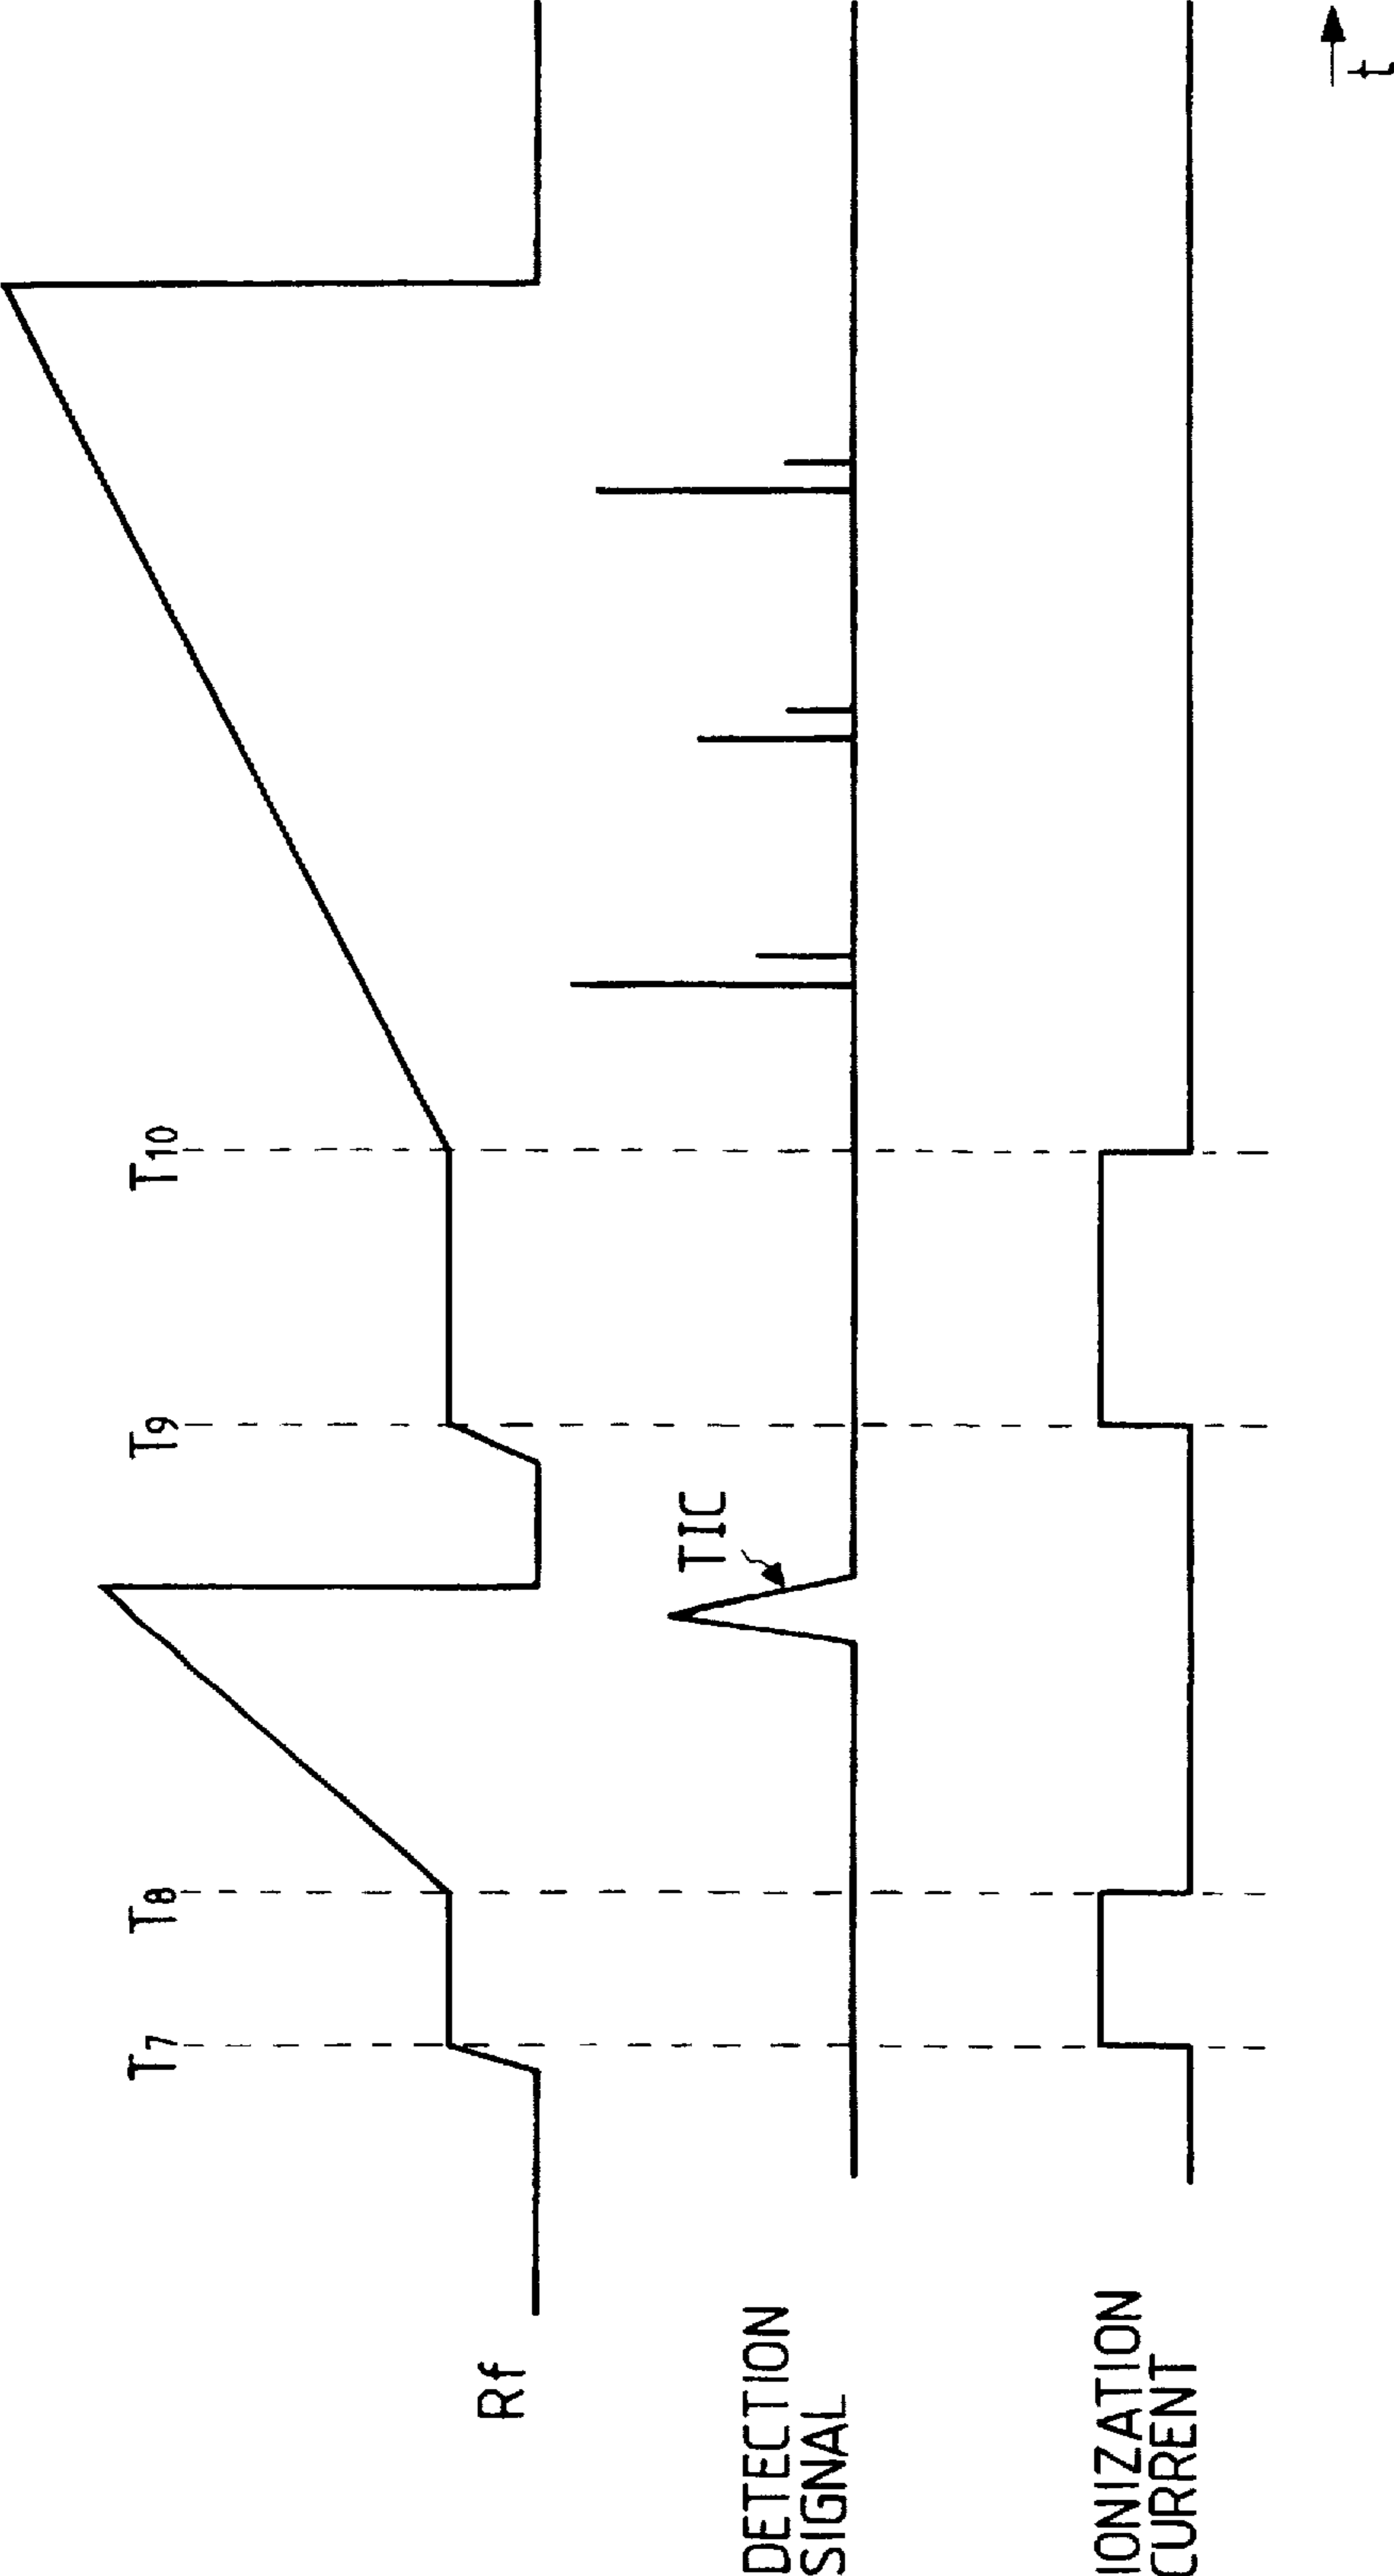 T7
T8
T9
T10
Rf
TIC
DETECTION
SIGNAL
IONIZATION
CURRENT
t